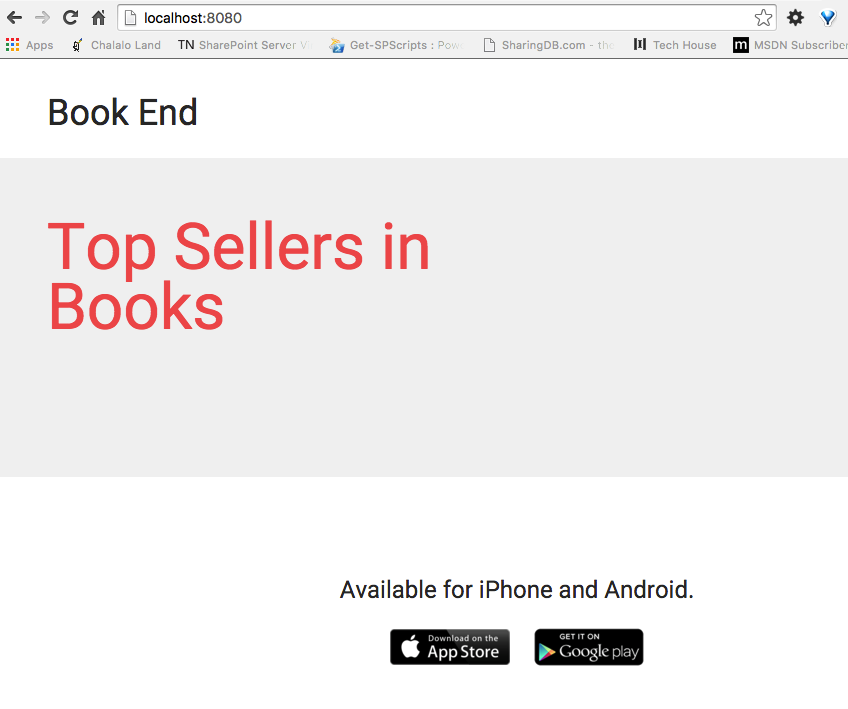 localhost:8080
Apps Chalalo Land TN SharePoint Server Get-SPScripts : Pow SharingDB.com - the Tech House m MSDN Subscriber
Book End
Top Sellers in
Books
Available for iPhone and Android.
Download on the GET IT ON
App Store Google play